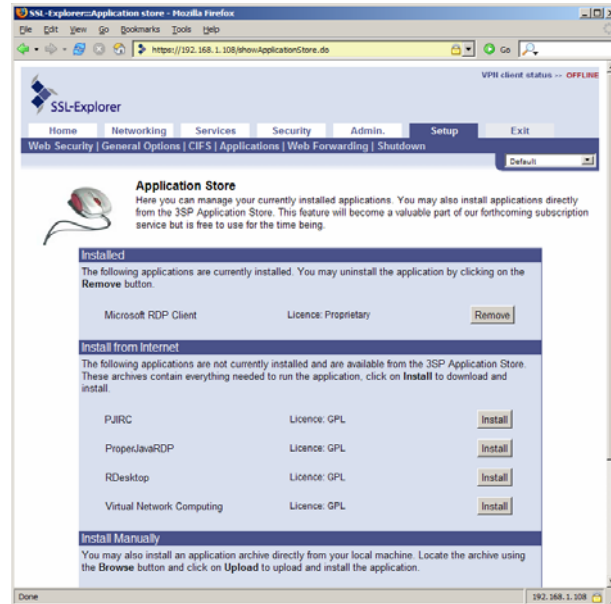 SSL-Explorer:::Application store - Mozilla Firefox
File Edit View Go Bookmarks Tools Help
https://192.168.1.108/showApplicationStore.do Go
VPN client status -- OFFLINE
SSL-Explorer
Home Networking Services Security Admin. Setup Exit
Web Security | General Options | CIFS | Applications | Web Forwarding | Shutdown
Default
Application Store
Here you can manage your currently installed applications. You may also install applications directly
from the 3SP Application Store. This feature will become a valuable part of our forthcoming subscription
service but is free to use for the time being.
Installed
The following applications are currently installed. You may uninstall the application by clicking on the
Remove button.
Microsoft RDP Client Licence: Proprietary Remove
Install from Internet
The following applications are not currently installed and are available from the 3SP Application Store.
These archives contain everything needed to run the application, click on Install to download and
install.
PJIRC Licence: GPL Install
ProperJavaRDP Licence: GPL Install
RDesktop Licence: GPL Install
Virtual Network Computing Licence: GPL Install
Install Manually
You may also install an application archive directly from your local machine. Locate the archive using
the Browse button and click on Upload to upload and install the application.
Done 192.168.1.108